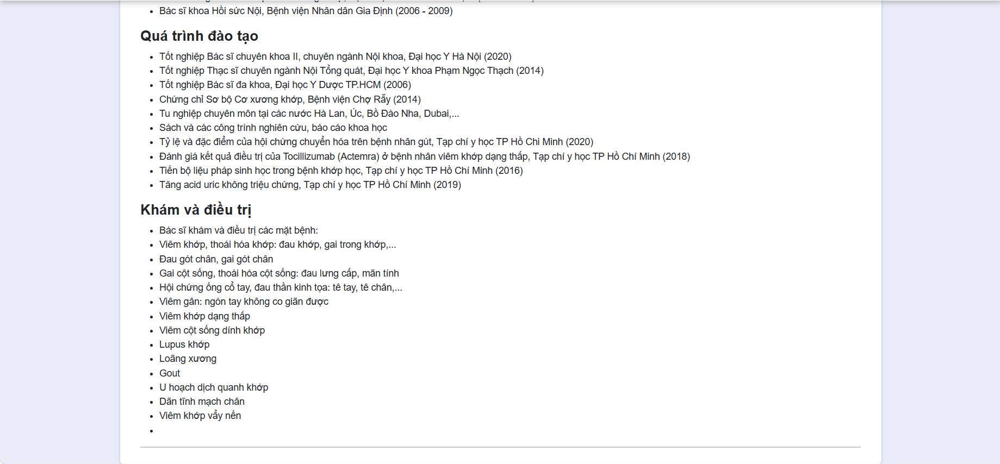 Bác sĩ khoa Hồi sức Nội, Bệnh viện Nhân dân Gia Định (2006 - 2009)
Quá trình đào tạo
Tốt nghiệp Bác sĩ chuyên khoa II, chuyên ngành Nội khoa, Đại học Y Hà Nội (2020)
Tốt nghiệp Thạc sĩ chuyên ngành Nội Tổng quát, Đại học Y khoa Phạm Ngọc Thạch (2014)
Tốt nghiệp Bác sĩ đa khoa, Đại học Y Dược TP.HCM (2006)
Chứng chỉ Sơ bộ Cơ xương khớp, Bệnh viện Chợ Rẫy (2014)
Tu nghiệp chuyên môn tại các nước Hà Lan, Úc, Bồ Đào Nha, Dubai,...
Sách và các công trình nghiên cứu, báo cáo khoa học
Tỷ lệ và đặc điểm của hội chứng chuyển hóa trên bệnh nhân gút, Tạp chí y học TP Hồ Chi Minh (2020)
Đánh giá kết quả điều trị của Tocillizumab (Actemra) ở bệnh nhân viêm khớp dạng thấp, Tạp chí y học TP Hồ Chí Minh (2018)
Tiến bộ liệu pháp sinh học trong bệnh khớp học, Tạp chí y học TP Hồ Chí Minh (2016)
Tăng acid uric không triệu chứng, Tạp chí y học TP Hồ Chí Minh (2019)
Khám và điều trị
Bác sĩ khám và điều trị các mặt bệnh:
Viêm khớp, thoái hóa khớp: đau khớp, gai trong khớp,...
Đau gót chân, gai gót chân
Gai cột sống, thoái hóa cột sống: đau lưng cấp, mãn tính
Hội chứng ống cổ tay, đau thần kinh tọa: tê tay, tê chân,...
Viêm gân: ngón tay không co giãn được
Viêm khớp dạng thấp
Viêm cột sống dính khớp
Lupus khớp
Loãng xương
Gout
U hoạch dịch quanh khớp
Dãn tĩnh mạch chân
Viêm khớp vẩy nến